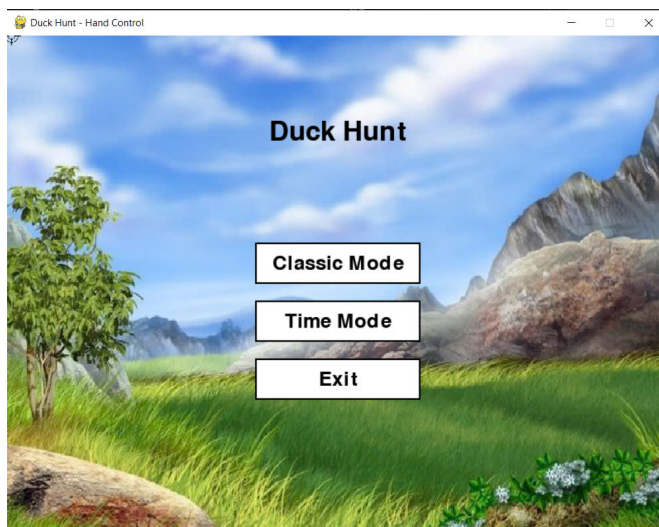 Duck Hunt - Hand Control
Duck Hunt
Classic Mode
Time Mode
Exit